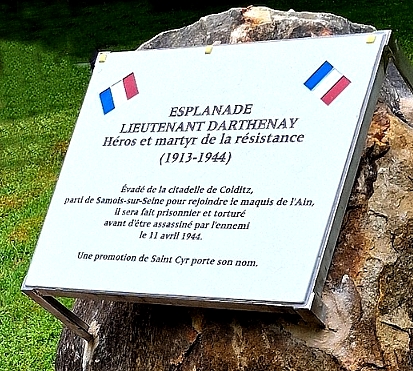 ESPLANADE
LIEUTENANT DARTHENAY
Héros et martyr de la résistance
(1913-1944)
Évadé de la citadelle de Colditz,
parti de Samois-sur-Seine pour rejoindre le maquis de l'Ain,
il sera fait prisonnier et torturé
avant d'être assassiné par l'ennemi
le 11 avril 1944.
Une promotion de Saint Cyr porte son nom.